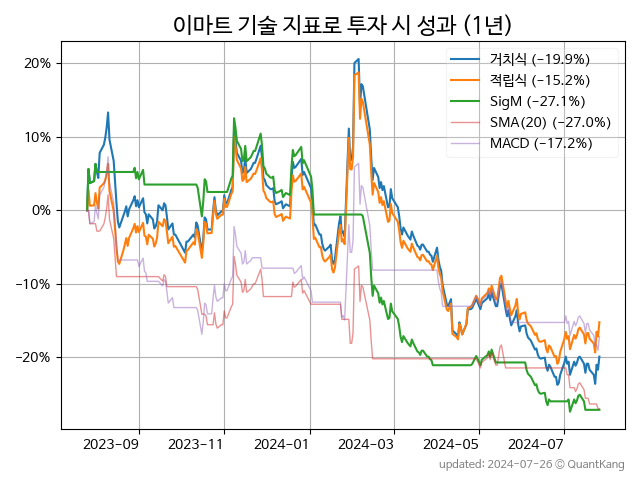 이마트 기술 지표로 투자 시 성과 (1년)
거치식 (−19.9%)
적립식 (−15.2%)
SigM (−27.1%)
SMA(20) (−27.0%)
MACD (−17.2%)
20%
10%
0%
−10%
−20%
2023−09
2023−11
2024−01
2024−03
2024−05
2024−07
updated: 2024-07-26 © QuantKang